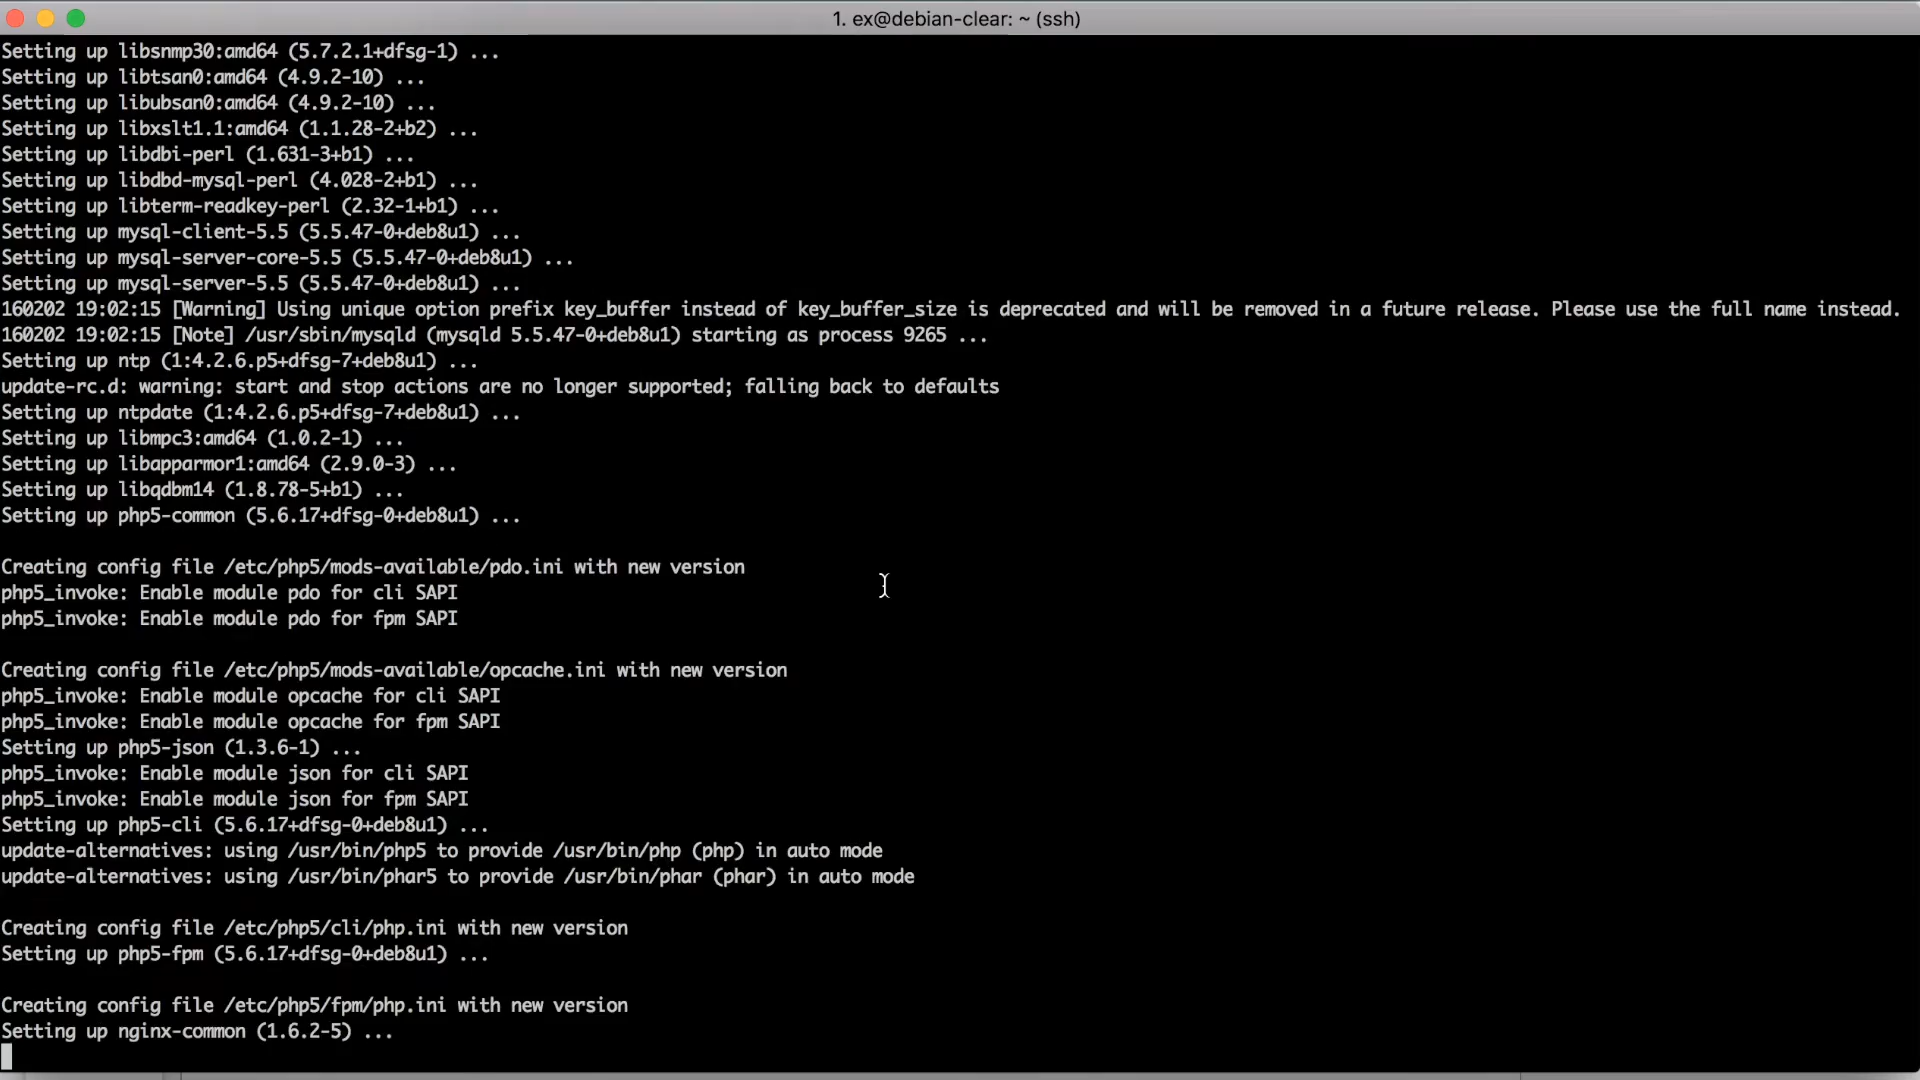 1. ex@debian-clear: ~ (ssh)
Setting up libsnmp30:amd64 (5.7.2.1+dfsg-1) ...
Setting up libtsan0:amd64 (4.9.2-10) ...
Setting up libubsan0:amd64 (4.9.2-10) ...
Setting up libxslt1.1:amd64 (1.1.28-2+b2) ...
Setting up libdbi-perl (1.631-3+b1) ...
Setting up libdbd-mysql-perl (4.028-2+b1) ...
Setting up libterm-readkey-perl (2.32-1+b1) ...
Setting up mysql-client-5.5 (5.5.47-0+deb8u1) ...
Setting up mysql-server-core-5.5 (5.5.47-0+deb8u1) ...
Setting up mysql-server-5.5 (5.5.47-0+deb8u1) ...
160202 19:02:15 [Warning] Using unique option prefix key_buffer instead of key_buffer_size is deprecated and will be removed in a future release. Please use the full name instead.
160202 19:02:15 [Note] /usr/sbin/mysqld (mysqld 5.5.47-0+deb8u1) starting as process 9265 ...
Setting up ntp (1:4.2.6.p5+dfsg-7+deb8u1) ...
update-rc.d: warning: start and stop actions are no longer supported; falling back to defaults
Setting up ntpdate (1:4.2.6.p5+dfsg-7+deb8u1) ...
Setting up libmpc3:amd64 (1.0.2-1) ...
Setting up libapparmor1:amd64 (2.9.0-3) ...
Setting up libqdbm14 (1.8.78-5+b1) ...
Setting up php5-common (5.6.17+dfsg-0+deb8u1) ...
Creating config file /etc/php5/mods-available/pdo.ini with new version
php5_invoke: Enable module pdo for cli SAPI
php5_invoke: Enable module pdo for fpm SAPI
Creating config file /etc/php5/mods-available/opcache.ini with new version
php5_invoke: Enable module opcache for cli SAPI
php5_invoke: Enable module opcache for fpm SAPI
Setting up php5-json (1.3.6-1) ...
php5_invoke: Enable module json for cli SAPI
php5_invoke: Enable module json for fpm SAPI
Setting up php5-cli (5.6.17+dfsg-0+deb8u1) ...
update-alternatives: using /usr/bin/php5 to provide /usr/bin/php (php) in auto mode
update-alternatives: using /usr/bin/phar5 to provide /usr/bin/phar (phar) in auto mode
Creating config file /etc/php5/cli/php.ini with new version
Setting up php5-fpm (5.6.17+dfsg-0+deb8u1) ...
Creating config file /etc/php5/fpm/php.ini with new version
Setting up nginx-common (1.6.2-5) ...